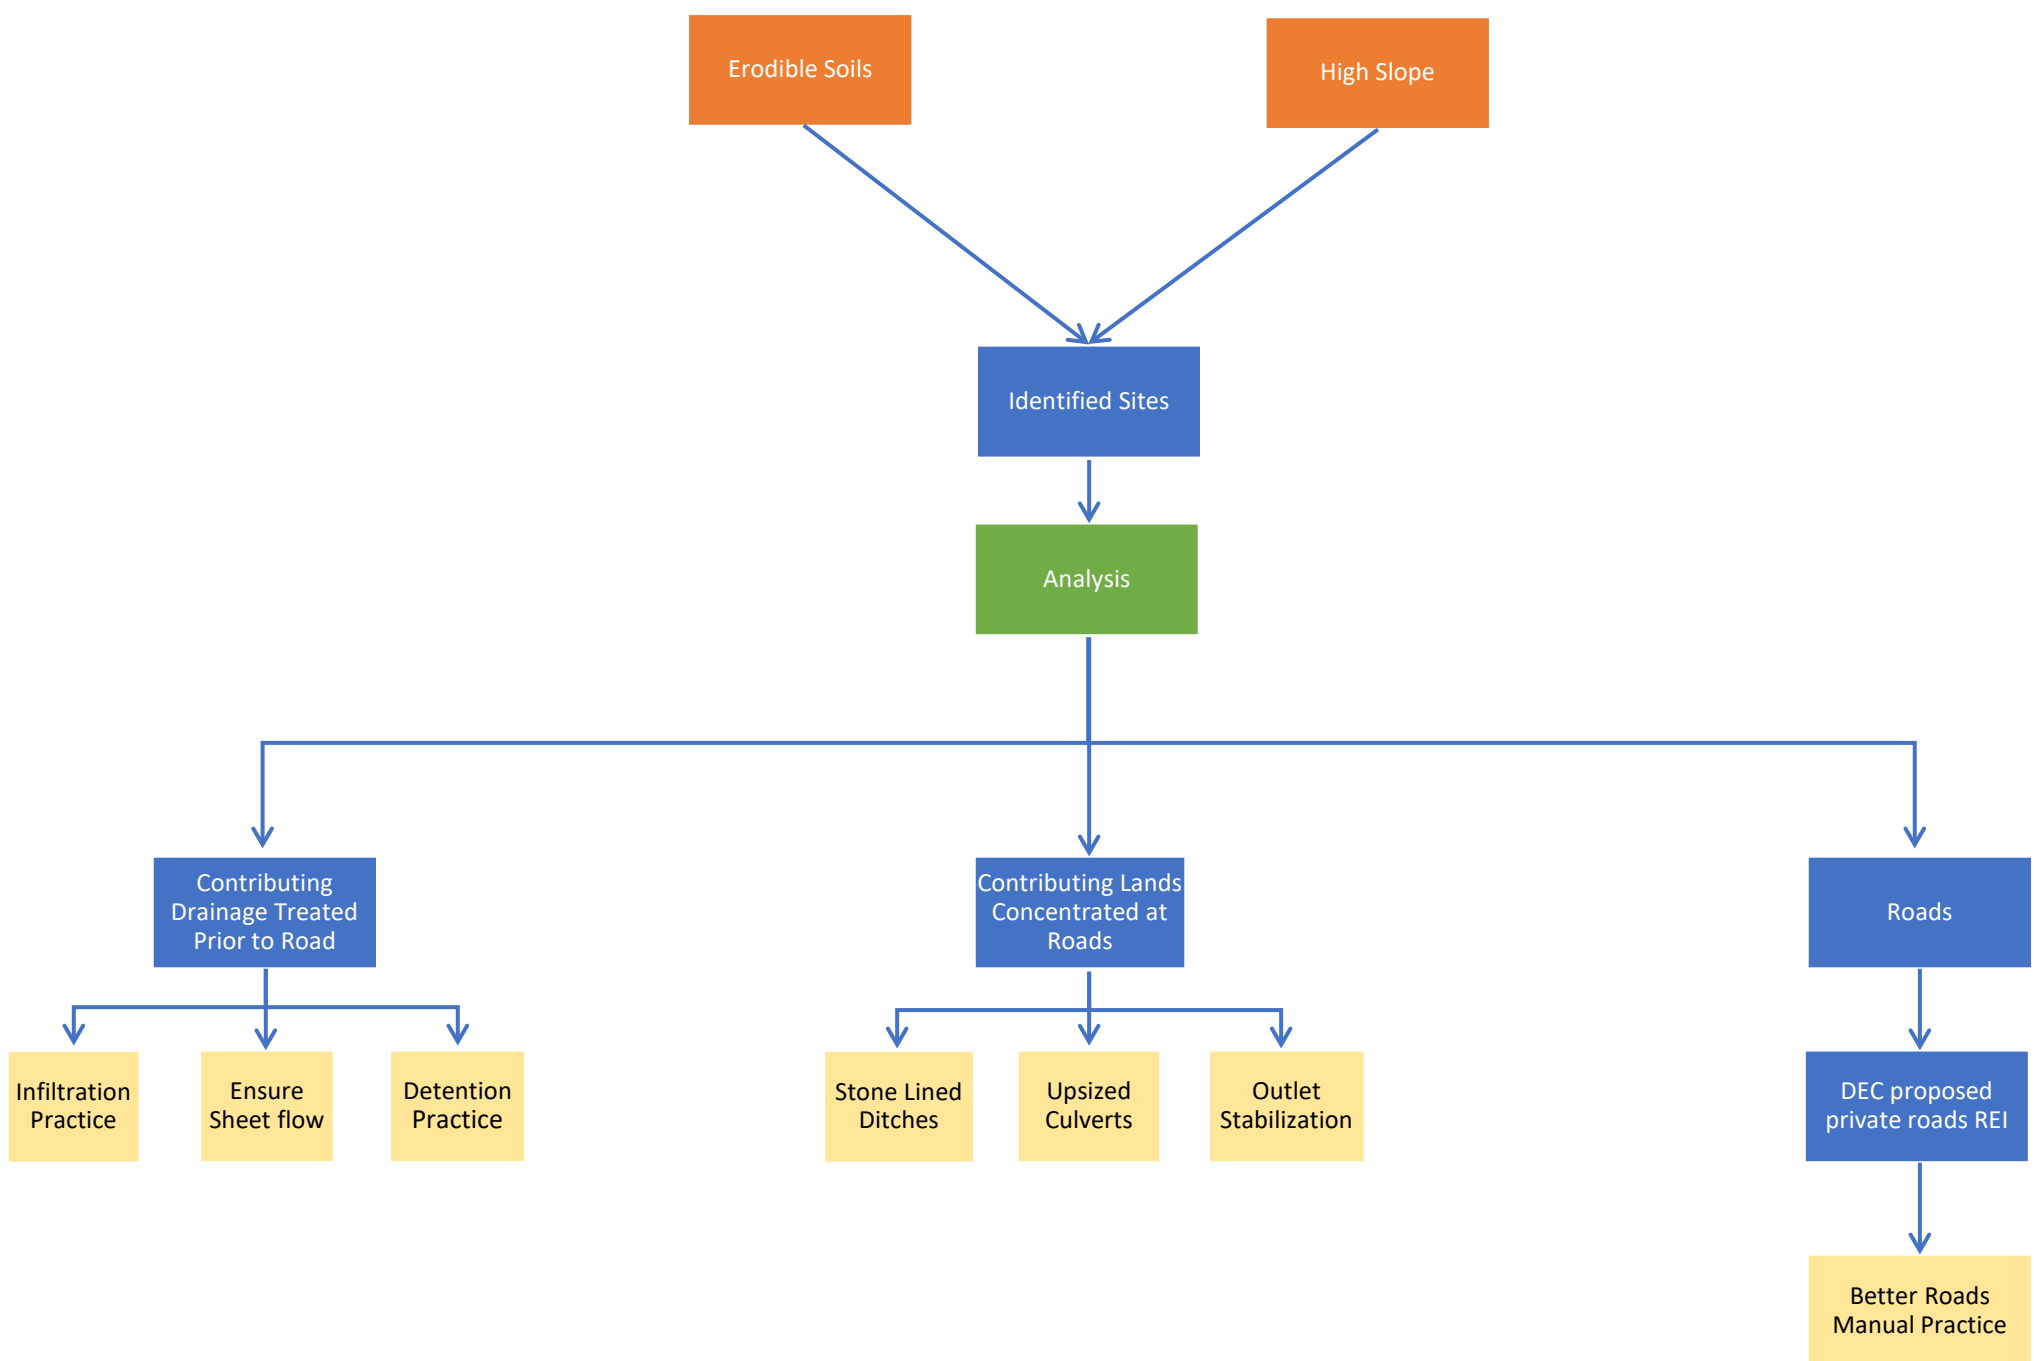 Erodible Soils
High Slope
Identified Sites
Analysis
Contributing
Drainage Treated
Prior to Road
Contributing Lands
Concentrated at
Roads
Roads
Infiltration
Practice
Ensure
Sheet flow
Detention
Practice
Stone Lined
Ditches
Upsized
Culverts
Outlet
Stabilization
DEC proposed
private roads REI
Better Roads
Manual Practice